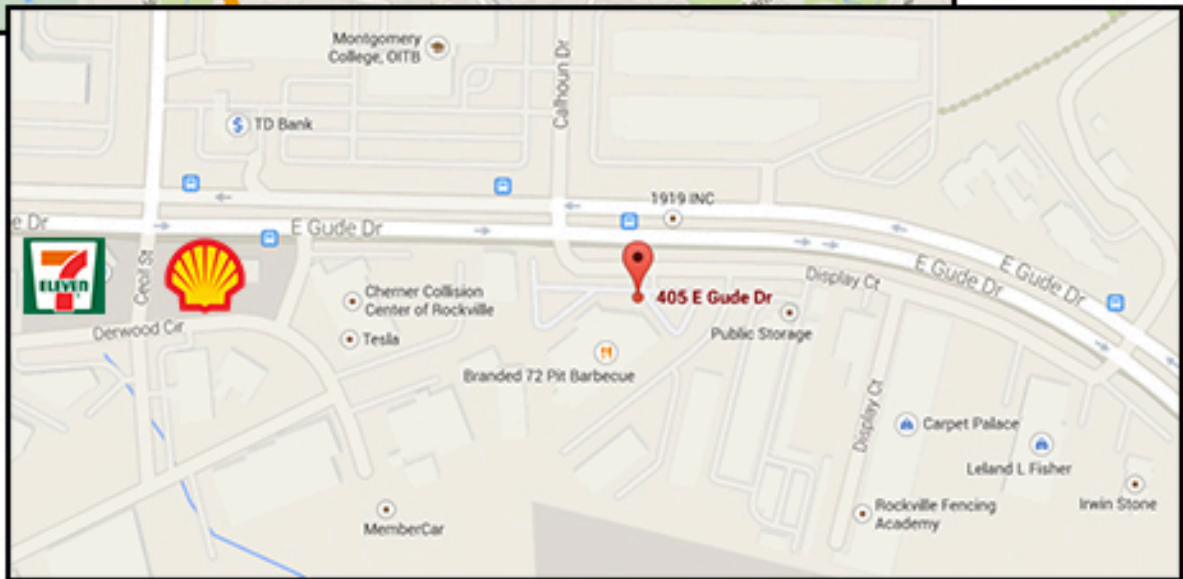 Montgomery
College, OITB
Calhoun Dr
TD Bank
1919 INC
e Dr
E Gude Dr
7
ELEVEN
Cecil St
Derwood Cir
Cherner Collision
Center of Rockville
Tesla
405 E Gude Dr
Display Ct
E Gude Dr
E Gude Dr
Public Storage
Branded 72 Pit Barbecue
Display Ct
Carpet Palace
Leland L Fisher
Irwin Stone
Rockville Fencing
Academy
MemberCar